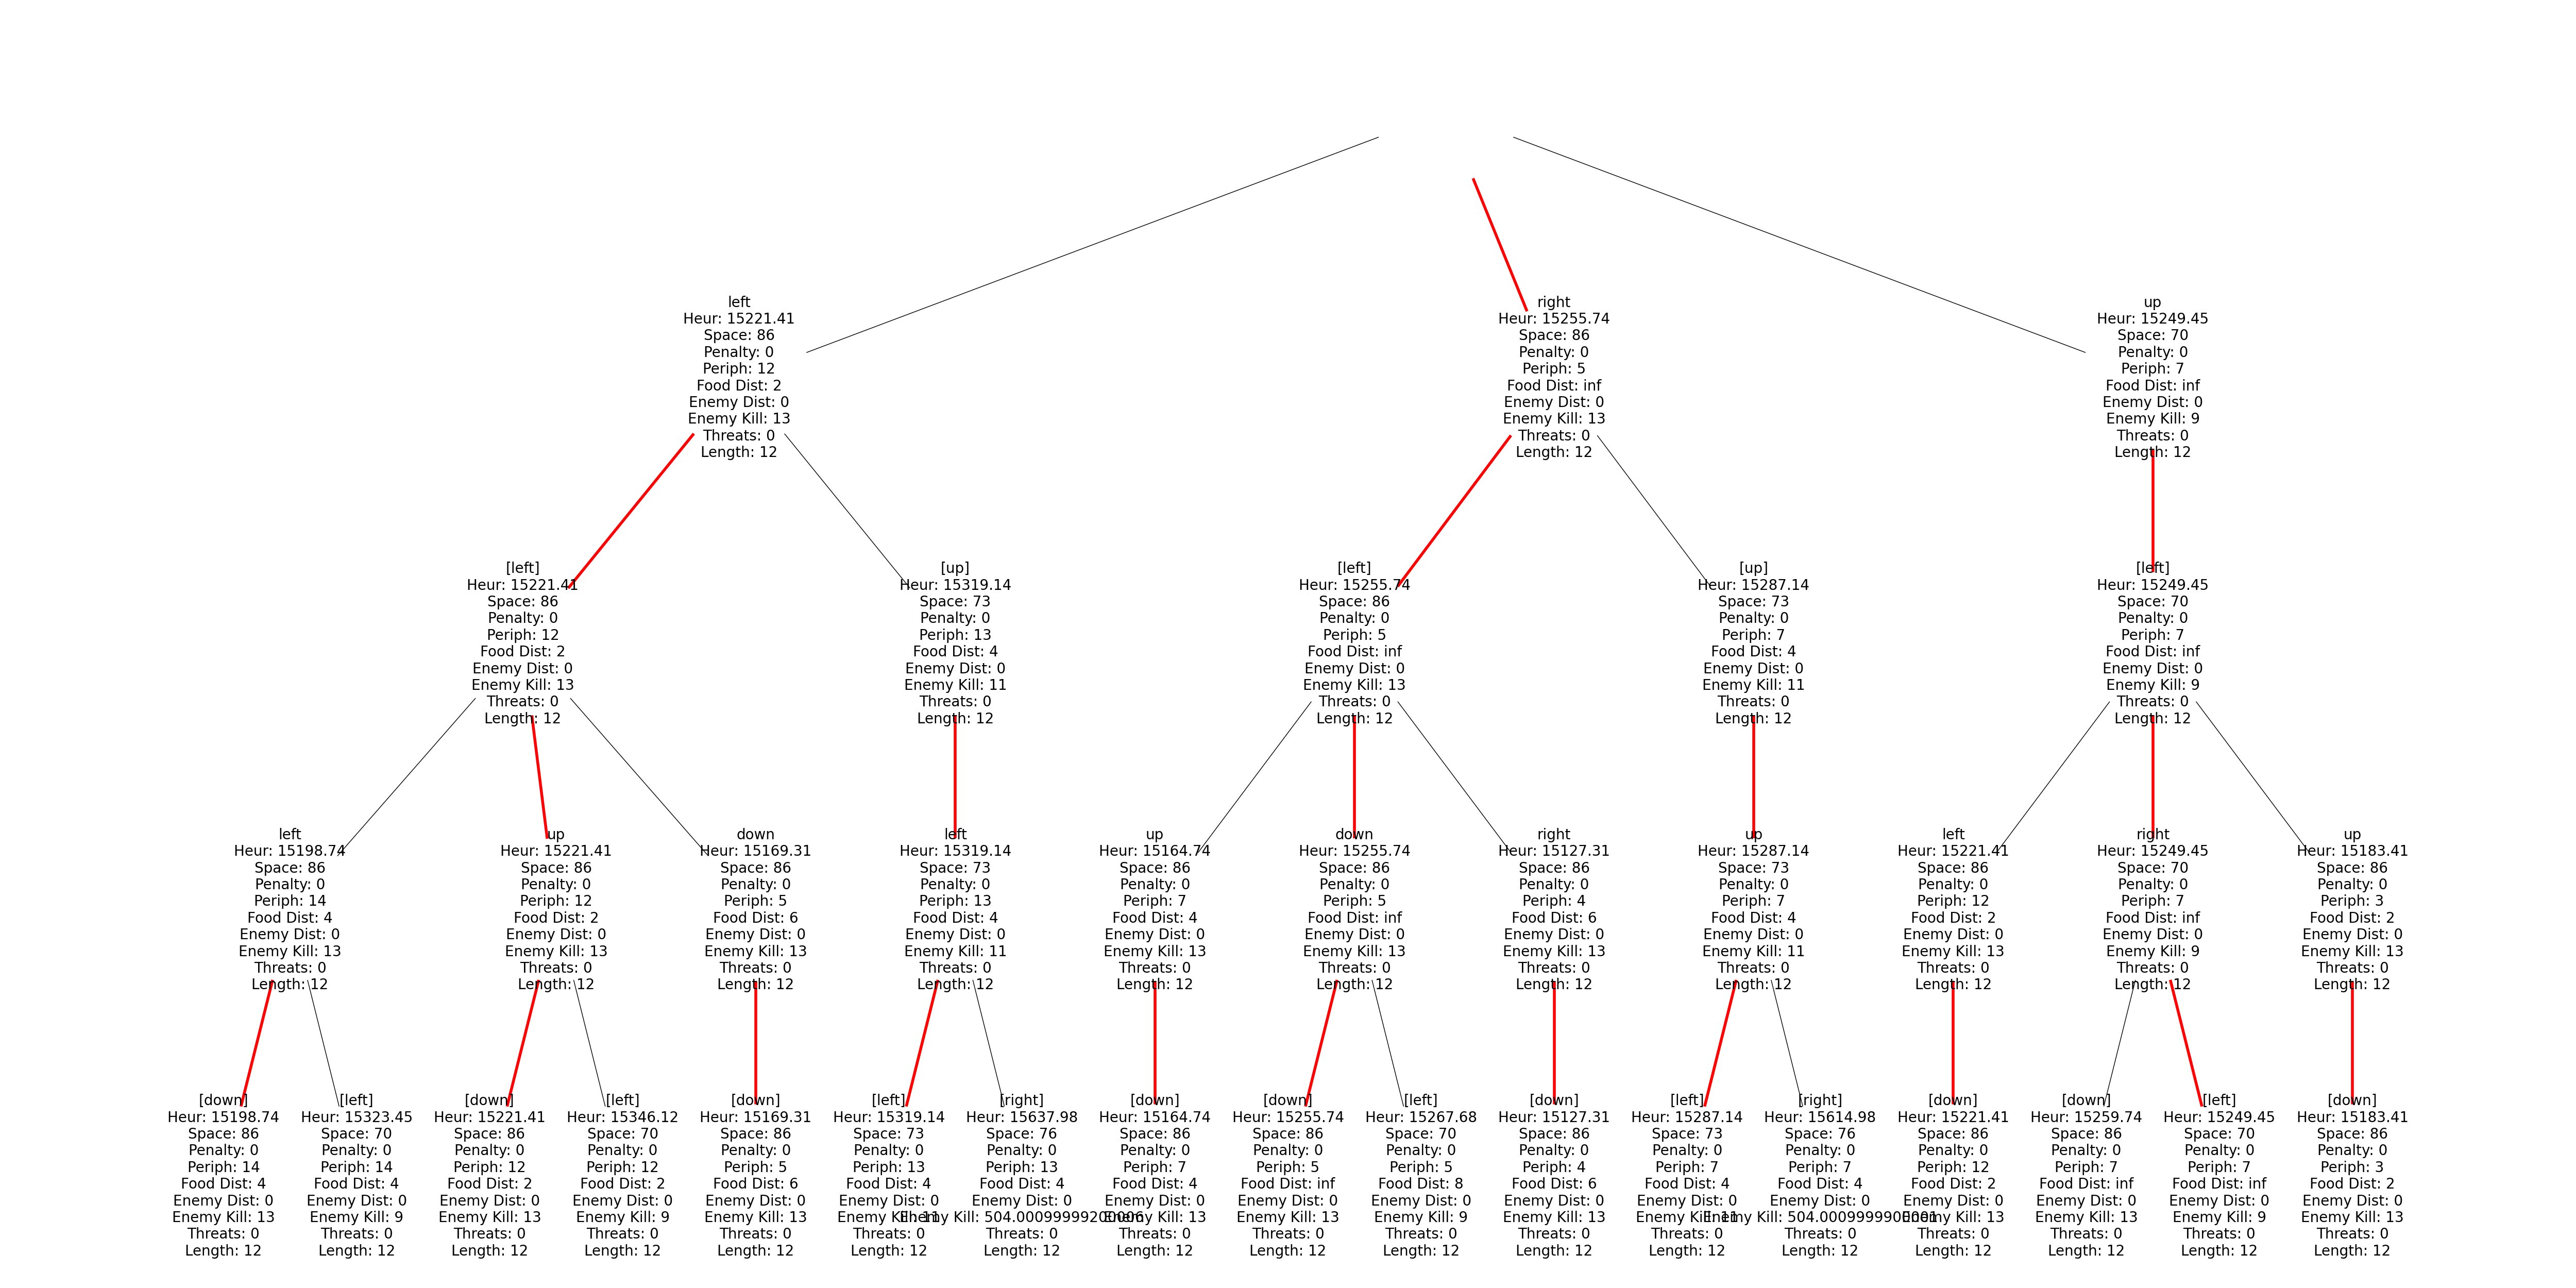 left
Heur: 15221.41
Space: 86
Penalty: 0
Periph: 12
Food Dist: 2
Enemy Dist: 0
Enemy Kill: 13
Threats: 0
Length: 12
right
Heur: 15255.74
Space: 86
Penalty: 0
Periph: 5
Food Dist: inf
Enemy Dist: 0
Enemy Kill: 13
Threats: 0
Length: 12
up
Heur: 15249.45
Space: 70
Penalty: 0
Periph: 7
Food Dist: inf
Enemy Dist: 0
Enemy Kill: 9
Threats: 0
Length: 12
[left]
Heur: 15221.41
Space: 86
Penalty: 0
Periph: 12
Food Dist: 2
Enemy Dist: 0
Enemy Kill: 13
Threats: 0
Length: 12
[up]
Heur: 15319.14
Space: 73
Penalty: 0
Periph: 13
Food Dist: 4
Enemy Dist: 0
Enemy Kill: 11
Threats: 0
Length: 12
[left]
Heur: 15255.74
Space: 86
Penalty: 0
Periph: 5
Food Dist: inf
Enemy Dist: 0
Enemy Kill: 13
Threats: 0
Length: 12
[up]
Heur: 15287.14
Space: 73
Penalty: 0
Periph: 7
Food Dist: 4
Enemy Dist: 0
Enemy Kill: 11
Threats: 0
Length: 12
[left]
Heur: 15249.45
Space: 70
Penalty: 0
Periph: 7
Food Dist: inf
Enemy Dist: 0
Enemy Kill: 9
Threats: 0
Length: 12
left
Heur: 15198.74
Space: 86
Penalty: 0
Periph: 14
Food Dist: 4
Enemy Dist: 0
Enemy Kill: 13
Threats: 0
Length: 12
up
Heur: 15221.41
Space: 86
Penalty: 0
Periph: 12
Food Dist: 2
Enemy Dist: 0
Enemy Kill: 13
Threats: 0
Length: 12
down
Heur: 15169.31
Space: 86
Penalty: 0
Periph: 5
Food Dist: 6
Enemy Dist: 0
Enemy Kill: 13
Threats: 0
Length: 12
left
Heur: 15319.14
Space: 73
Penalty: 0
Periph: 13
Food Dist: 4
Enemy Dist: 0
Enemy Kill: 11
Threats: 0
Length: 12
up
Heur: 15164.74
Space: 86
Penalty: 0
Periph: 7
Food Dist: 4
Enemy Dist: 0
Enemy Kill: 13
Threats: 0
Length: 12
down
Heur: 15255.74
Space: 86
Penalty: 0
Periph: 5
Food Dist: inf
Enemy Dist: 0
Enemy Kill: 13
Threats: 0
Length: 12
right
Heur: 15127.31
Space: 86
Penalty: 0
Periph: 4
Food Dist: 6
Enemy Dist: 0
Enemy Kill: 13
Threats: 0
Length: 12
up
Heur: 15287.14
Space: 73
Penalty: 0
Periph: 7
Food Dist: 4
Enemy Dist: 0
Enemy Kill: 11
Threats: 0
Length: 12
left
Heur: 15221.41
Space: 86
Penalty: 0
Periph: 12
Food Dist: 2
Enemy Dist: 0
Enemy Kill: 13
Threats: 0
Length: 12
right
Heur: 15249.45
Space: 70
Penalty: 0
Periph: 7
Food Dist: inf
Enemy Dist: 0
Enemy Kill: 9
Threats: 0
Length: 12
up
Heur: 15183.41
Space: 86
Penalty: 0
Periph: 3
Food Dist: 2
Enemy Dist: 0
Enemy Kill: 13
Threats: 0
Length: 12
[down]
Heur: 15198.74
Space: 86
Penalty: 0
Periph: 14
Food Dist: 4
Enemy Dist: 0
Enemy Kill: 13
Threats: 0
Length: 12
[left]
Heur: 15323.45
Space: 70
Penalty: 0
Periph: 14
Food Dist: 4
Enemy Dist: 0
Enemy Kill: 9
Threats: 0
Length: 12
[down]
Heur: 15221.41
Space: 86
Penalty: 0
Periph: 12
Food Dist: 2
Enemy Dist: 0
Enemy Kill: 13
Threats: 0
Length: 12
[left]
Heur: 15346.12
Space: 70
Penalty: 0
Periph: 12
Food Dist: 2
Enemy Dist: 0
Enemy Kill: 9
Threats: 0
Length: 12
[down]
Heur: 15169.31
Space: 86
Penalty: 0
Periph: 5
Food Dist: 6
Enemy Dist: 0
Enemy Kill: 13
Threats: 0
Length: 12
[left]
Heur: 15319.14
Space: 73
Penalty: 0
Periph: 13
Food Dist: 4
Enemy Dist: 0
Enemy Kill: 11
Threats: 0
Length: 12
[right]
Heur: 15637.98
Space: 76
Penalty: 0
Periph: 13
Food Dist: 4
Enemy Dist: 0
Enemy Kill:
Threats: 0
Length: 12
[down]
Heur: 15164.74
Space: 86
Penalty: 0
Periph: 7
Food Dist: 4
Enemy Dist: 0
Enemy Kill: 13
Threats: 0
Length: 12
[down]
Heur: 15255.74
Space: 86
Penalty: 0
Periph: 5
Food Dist: inf
Enemy Dist: 0
Enemy Kill: 13
Threats: 0
Length: 12
[left]
Heur: 15267.68
Space: 70
Penalty: 0
Periph: 5
Food Dist: 8
Enemy Dist: 0
Enemy Kill: 9
Threats: 0
Length: 12
[down]
Heur: 15127.31
Space: 86
Penalty: 0
Periph: 4
Food Dist: 6
Enemy Dist: 0
Enemy Kill: 13
Threats: 0
Length: 12
[left]
Heur: 15287.14
Space: 73
Penalty: 0
Periph: 7
Food Dist: 4
Enemy Dist: 0
Enemy Kill: 11
Threats: 0
Length: 12
[right]
Heur: 15614.98
Space: 76
Penalty: 0
Periph: 7
Food Dist: 4
Enemy Dist: 0
Enemy Kill:
Threats: 0
Length: 12
[down]
Heur: 15221.41
Space: 86
Penalty: 0
Periph: 12
Food Dist: 2
Enemy Dist: 0
Enemy Kill: 13
Threats: 0
Length: 12
[down]
Heur: 15259.74
Space: 86
Penalty: 0
Periph: 7
Food Dist: inf
Enemy Dist: 0
Enemy Kill: 13
Threats: 0
Length: 12
[left]
Heur: 15249.45
Space: 70
Penalty: 0
Periph: 7
Food Dist: inf
Enemy Dist: 0
Enemy Kill: 9
Threats: 0
Length: 12
[down]
Heur: 15183.41
Space: 86
Penalty: 0
Periph: 3
Food Dist: 2
Enemy Dist: 0
Enemy Kill: 13
Threats: 0
Length: 12